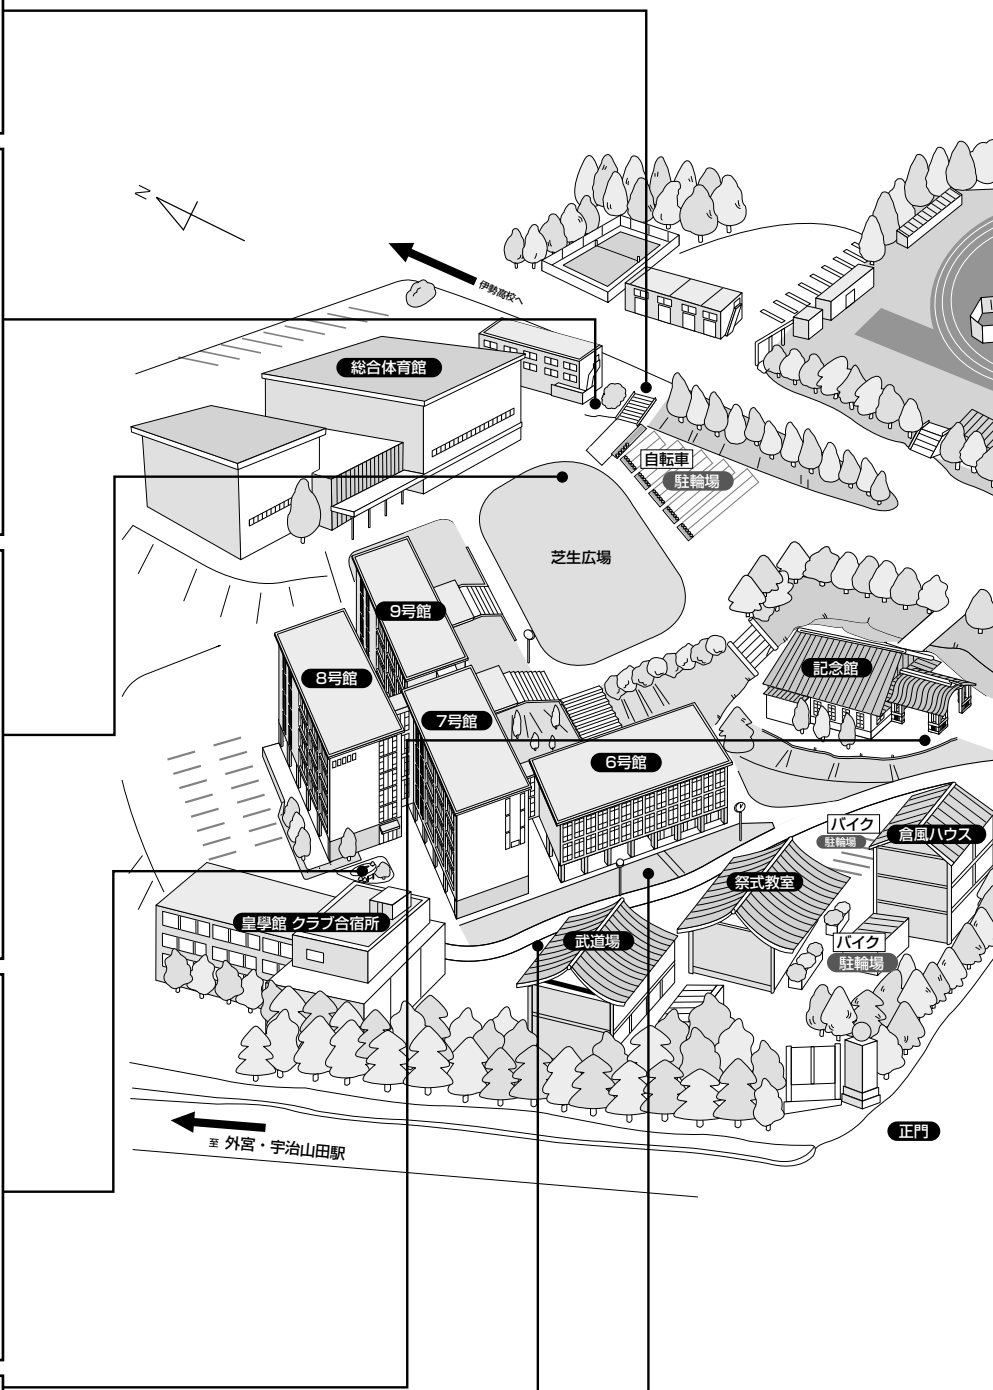 N
伊勢高校へ
総合体育館
自転車
駐輪場
芝生広場
9号館
8号館
記念館
7号館
6号館
バイク
駐輪場
倉風ハウス
祭式教室
皇學館 クラブ合宿所
武道場
バイク
駐輪場
正門
至 外宮・宇治山田駅